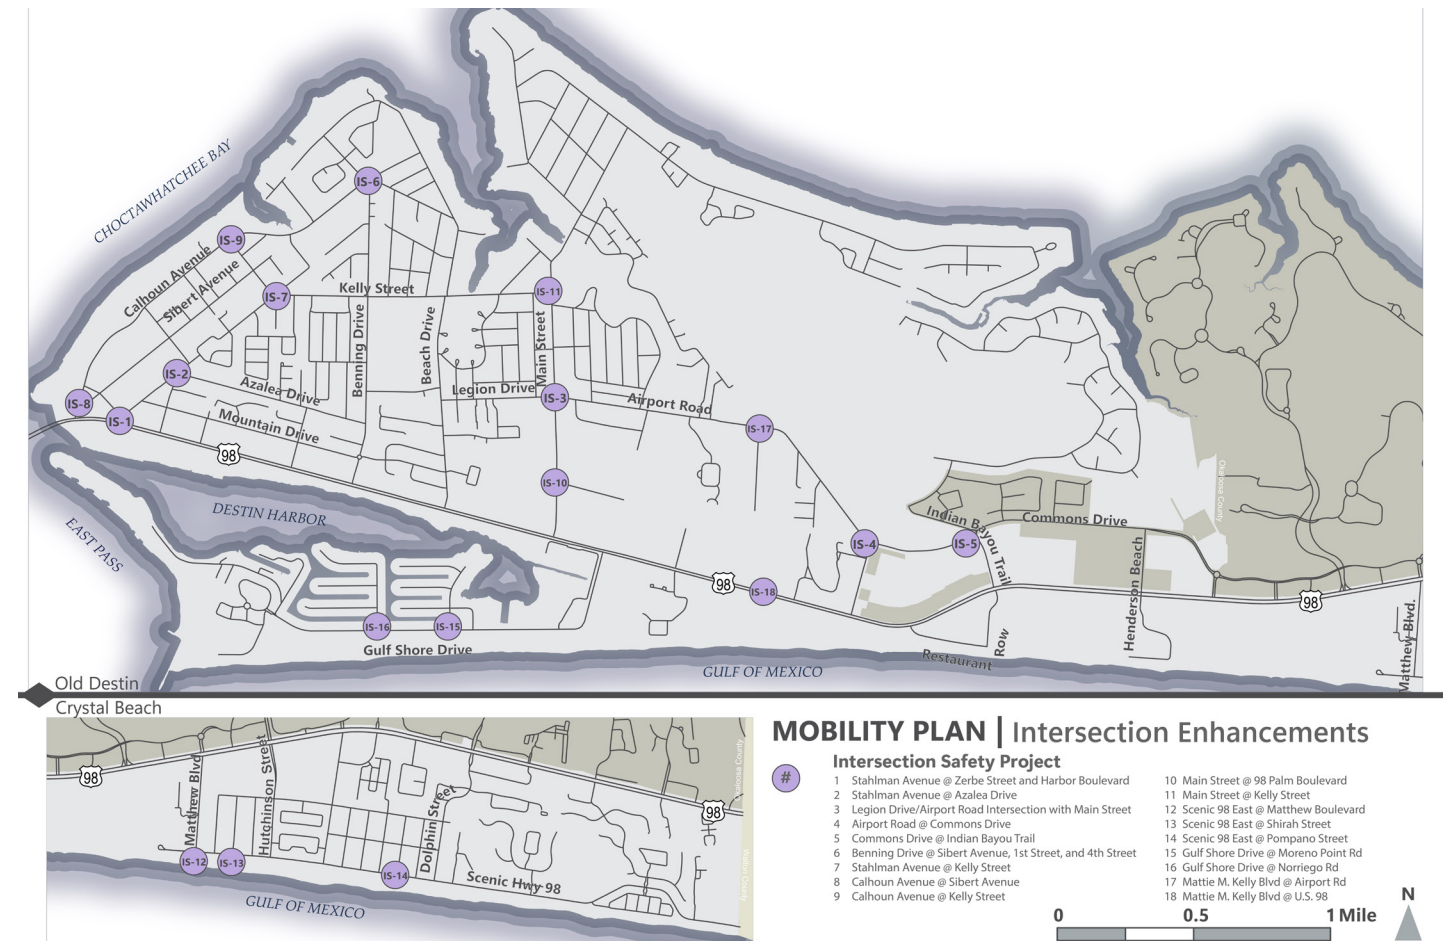 CHOCTAWHATCHEE BAY
IS-6
IS-9
Calhoun Avenue
Sibert Avenue
IS-7
Kelly Street
IS-11
Benning Drive
Beach Drive
Main Street
IS-2
Azalea Drive
Legion Drive
IS-3
Airport Road
IS-8
IS-1
Mountain Drive
IS-17
98
IS-10
Okaloosa County
DESTIN HARBOR
EAST PASS
Indian Bayou Trail
Commons Drive
IS-4
IS-5
Henderson Beach
98
IS-18
98
IS-16
IS-15
Gulf Shore Drive
Restaurant
Row
Matthew Blvd.
GULF OF MEXICO
Old Destin
Crystal Beach
98
Matthew Blvd
Hutchinson Street
Dolphin Street
98
Okaloosa County
Walton County
IS-12
IS-13
IS-14
Scenic Hwy 98
GULF OF MEXICO
MOBILITY PLAN | Intersection Enhancements
# Intersection Safety Project
1 Stahlman Avenue @ Zerbe Street and Harbor Boulevard
2 Stahlman Avenue @ Azalea Drive
3 Legion Drive/Airport Road Intersection with Main Street
4 Airport Road @ Commons Drive
5 Commons Drive @ Indian Bayou Trail
6 Benning Drive @ Sibert Avenue, 1st Street, and 4th Street
7 Stahlman Avenue @ Kelly Street
8 Calhoun Avenue @ Sibert Avenue
9 Calhoun Avenue @ Kelly Street
10 Main Street @ 98 Palm Boulevard
11 Main Street @ Kelly Street
12 Scenic 98 East @ Matthew Boulevard
13 Scenic 98 East @ Shirah Street
14 Scenic 98 East @ Pompano Street
15 Gulf Shore Drive @ Moreno Point Rd
16 Gulf Shore Drive @ Norriego Rd
17 Mattie M. Kelly Blvd @ Airport Rd
18 Mattie M. Kelly Blvd @ U.S. 98
N
0 0.5 1 Mile